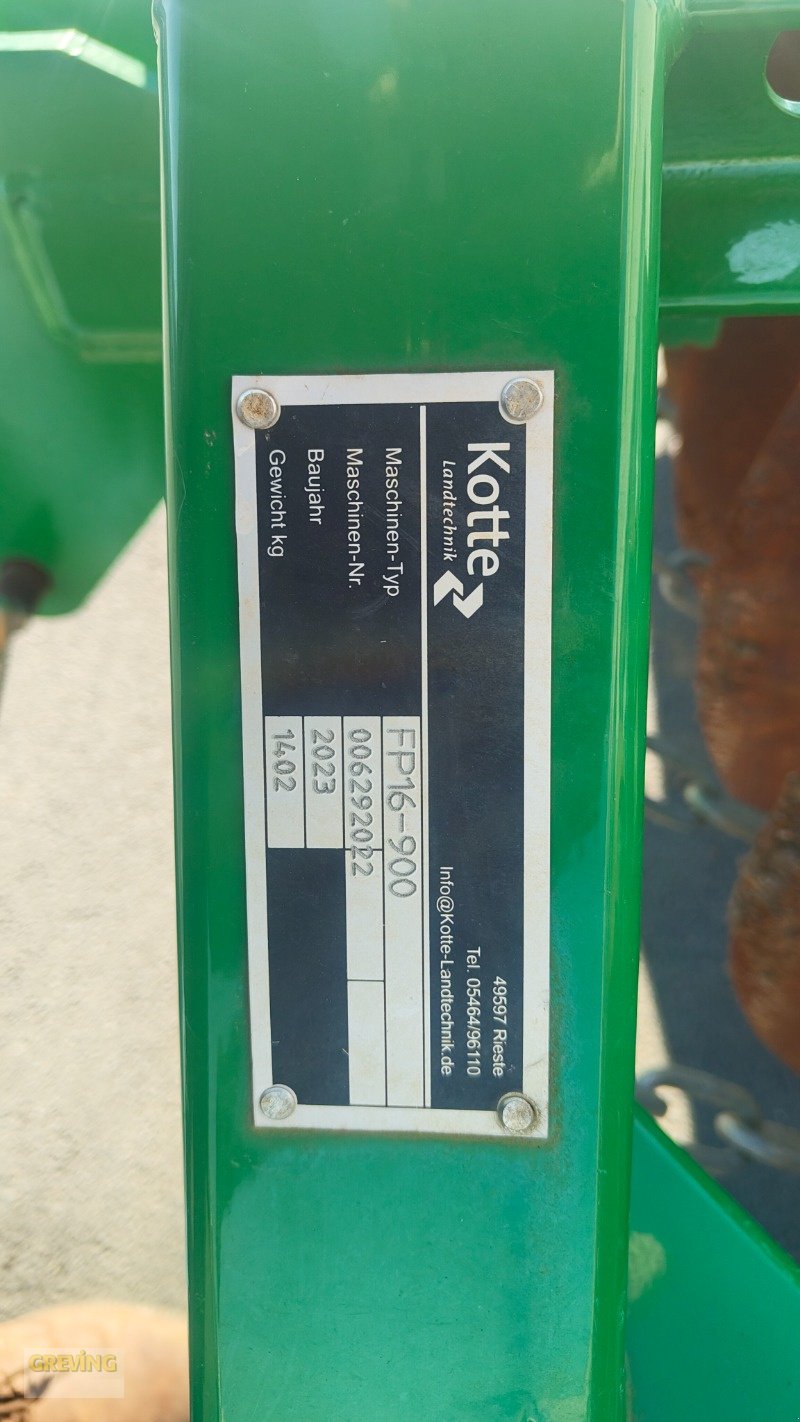 Kotte
Landtechnik
49597 Rieste
Tel. 05464/96110
Info@Kotte-Landtechnik.de
Maschinen-Typ FP16-900
Maschinen-Nr. 006292022
Baujahr 2023
Gewicht kg 1402
GREVING